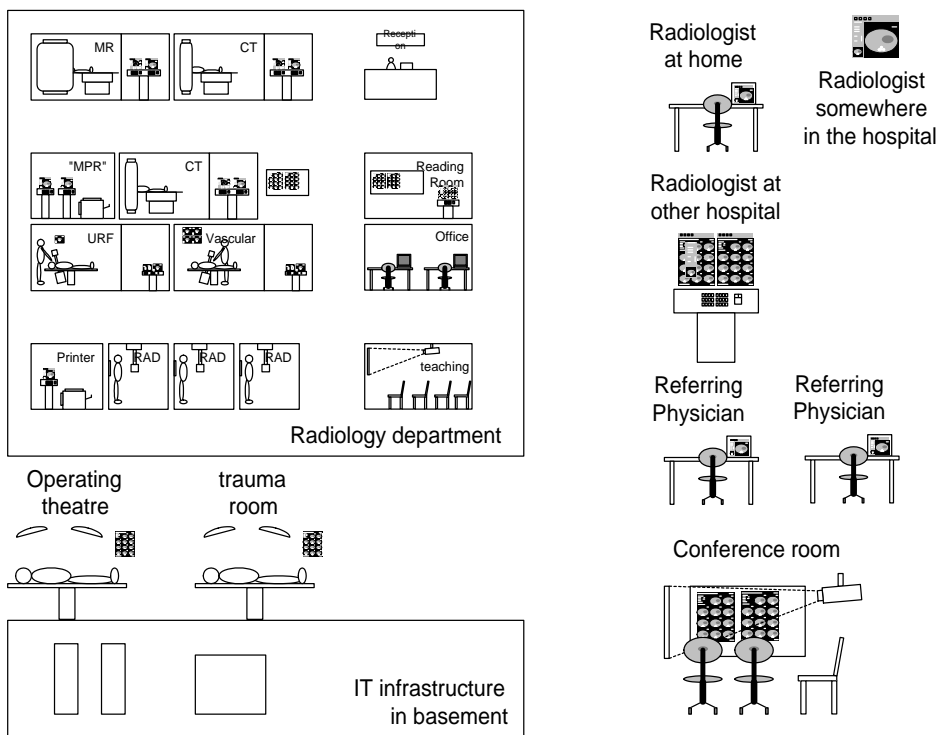 MR
CT
Recepti
on
"MPR"
CT
Reading
Room
URF
Vascular
Office
Printer
RAD
RAD
RAD
teaching
Radiology department
Operating
theatre
trauma
room
IT infrastructure
in basement
Radiologist
at home
Radiologist
somewhere
in the hospital
Radiologist at
other hospital
Referring
Physician
Referring
Physician
Conference room